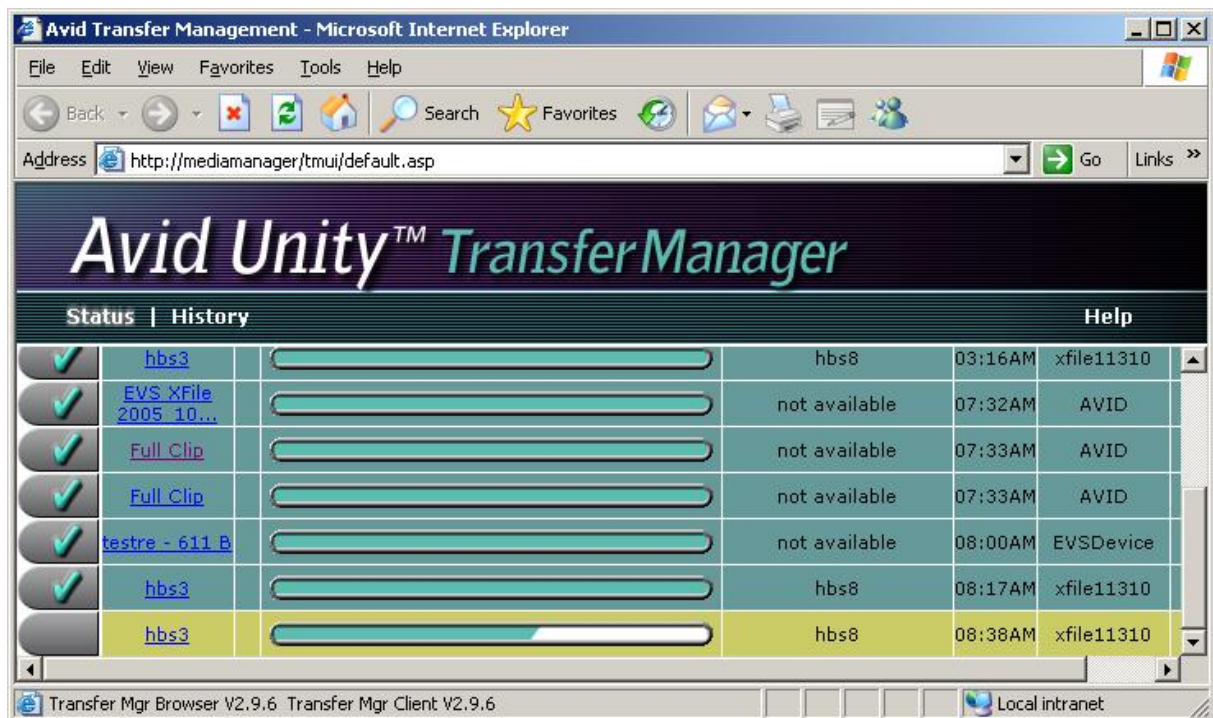 Avid Transfer Management - Microsoft Internet Explorer
File Edit View Favorites Tools Help
Back Search Favorites
Address http://mediamanager/tmui/default.asp Go Links »
Avid Unity™ TransferManager
Status | History Help
hbs3 hbs8 03:16AM xfile11310
EVS XFile
2005 10... not available 07:32AM AVID
Full Clip not available 07:33AM AVID
Full Clip not available 07:33AM AVID
testre - 611 B not available 08:00AM EVSDevice
hbs3 hbs8 08:17AM xfile11310
hbs3 hbs8 08:38AM xfile11310
Transfer Mgr Browser V2.9.6 Transfer Mgr Client V2.9.6 Local intranet